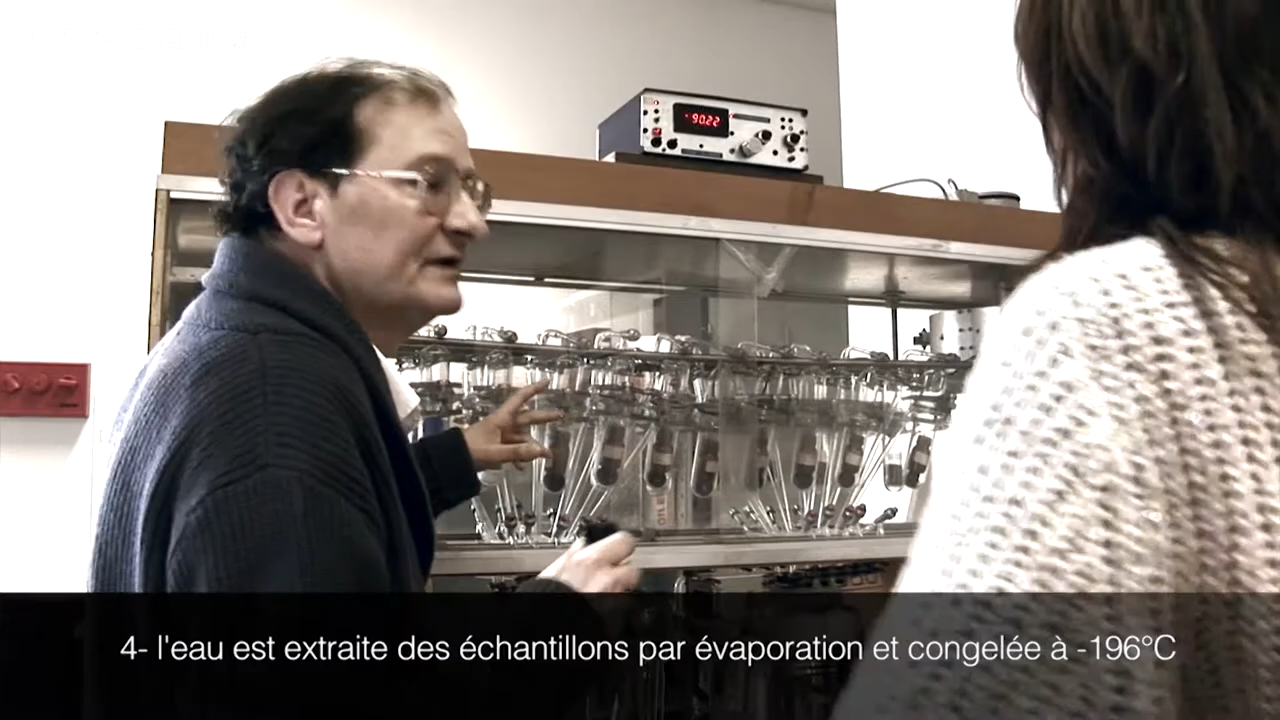 -90.22
4- l'eau est extraite des échantillons par évaporation et congelée à -196°C